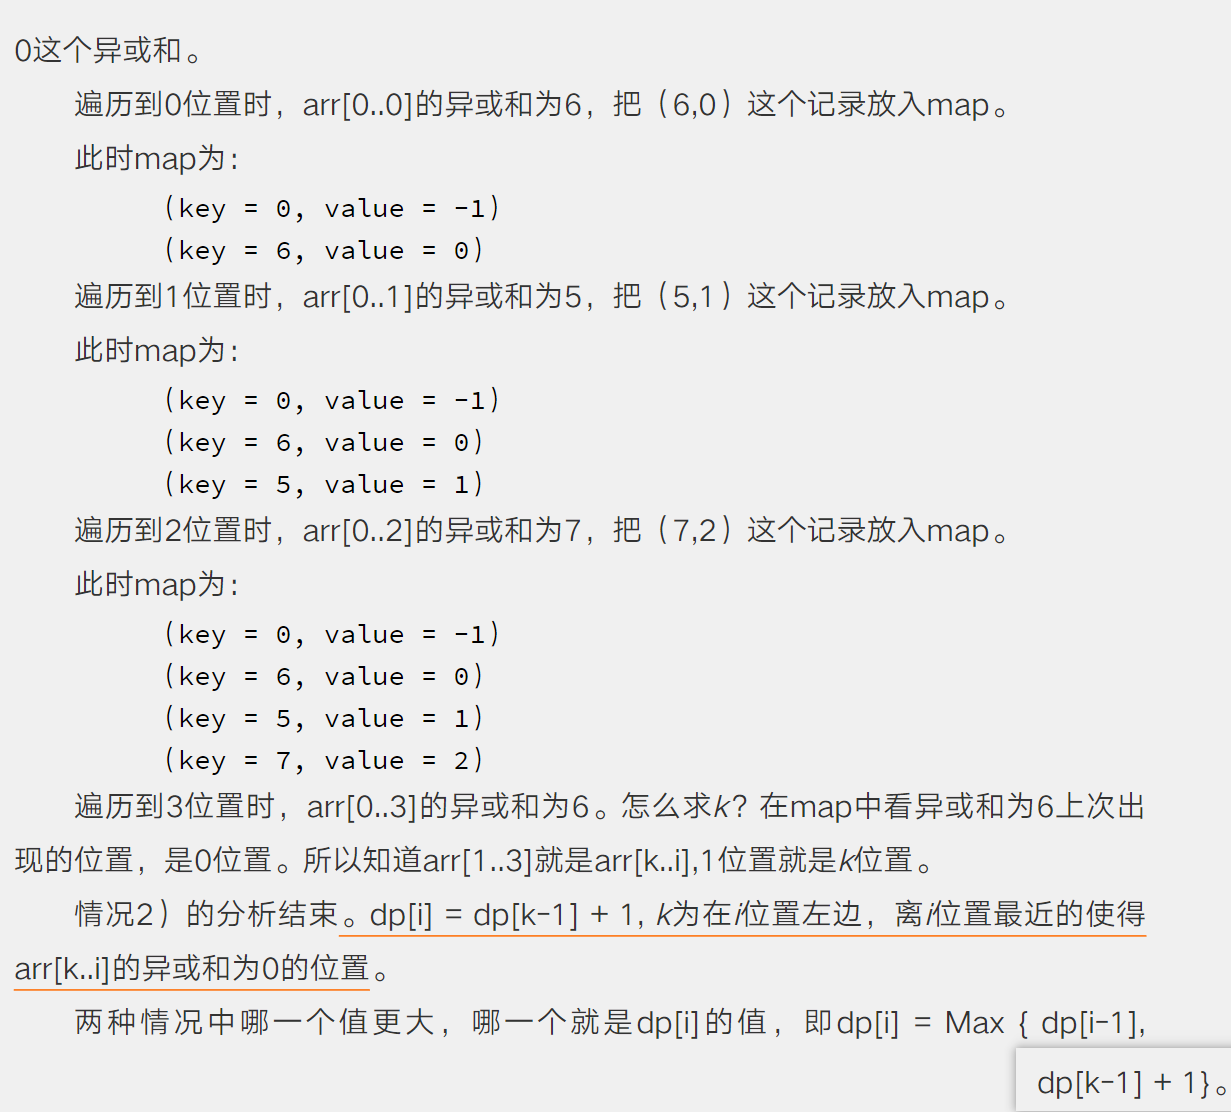 0这个异或和。
遍历到0位置时，arr[0..0]的异或和为6，把（6,0）这个记录放入map。
此时map为：
(key = 0, value = -1)
(key = 6, value = 0)
遍历到1位置时，arr[0..1]的异或和为5，把（5,1）这个记录放入map。
此时map为：
(key = 0, value = -1)
(key = 6, value = 0)
(key = 5, value = 1)
遍历到2位置时，arr[0..2]的异或和为7，把（7,2）这个记录放入map。
此时map为：
(key = 0, value = -1)
(key = 6, value = 0)
(key = 5, value = 1)
(key = 7, value = 2)
遍历到3位置时，arr[0..3]的异或和为6。怎么求k？在map中看异或和为6上次出
现的位置，是0位置。所以知道arr[1..3]就是arr[k..i],1位置就是k位置。
情况2）的分析结束。dp[i] = dp[k-1] + 1, k为在i位置左边，离i位置最近的使得
arr[k..i]的异或和为0的位置。
两种情况中哪一个值更大，哪一个就是dp[i]的值，即dp[i] = Max { dp[i-1],
dp[k-1] + 1}。